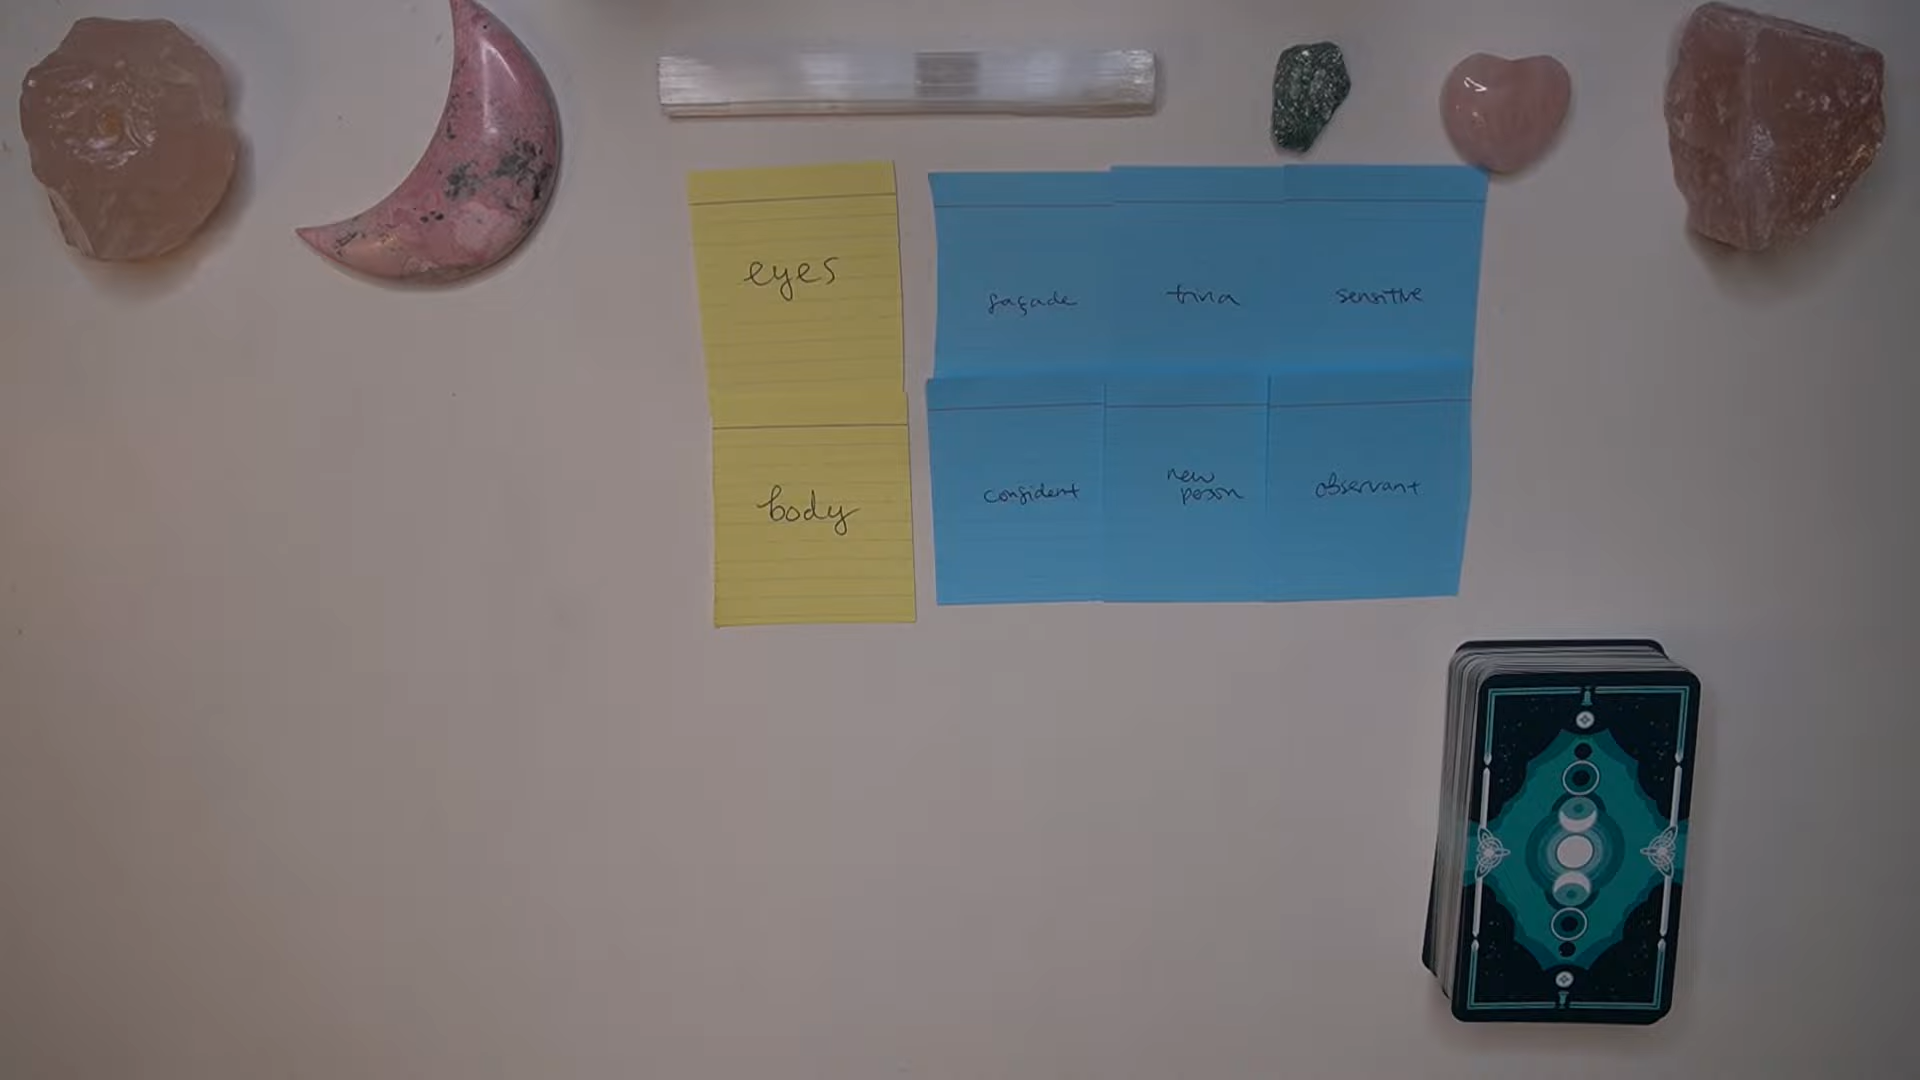 eyes
façade
trina
sensitive
body
confident
new
person
observant